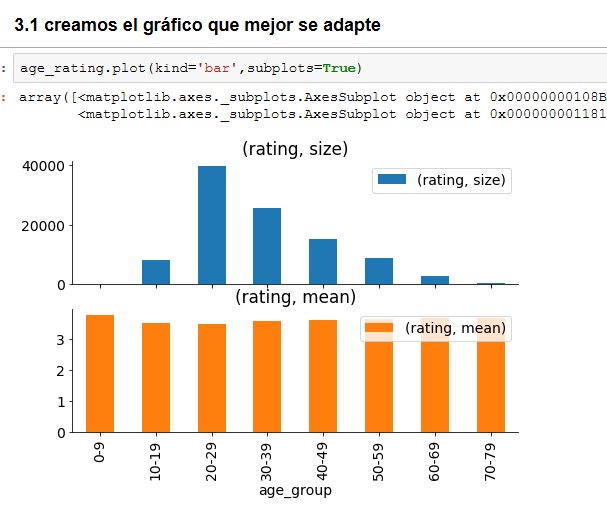 3.1 creamos el gráfico que mejor se adapte
: age_rating.plot(kind='bar',subplots=True)
: array([<matplotlib.axes._subplots.AxesSubplot object at 0x00000000108B
<matplotlib.axes._subplots.AxesSubplot object at 0x000000001181
(rating, size)
(rating, size)
40000
20000
0
(rating, mean)
(rating, mean)
3
2
1
0
0-9 10-19 20-29 30-39 40-49 50-59 60-69 70-79
age_group